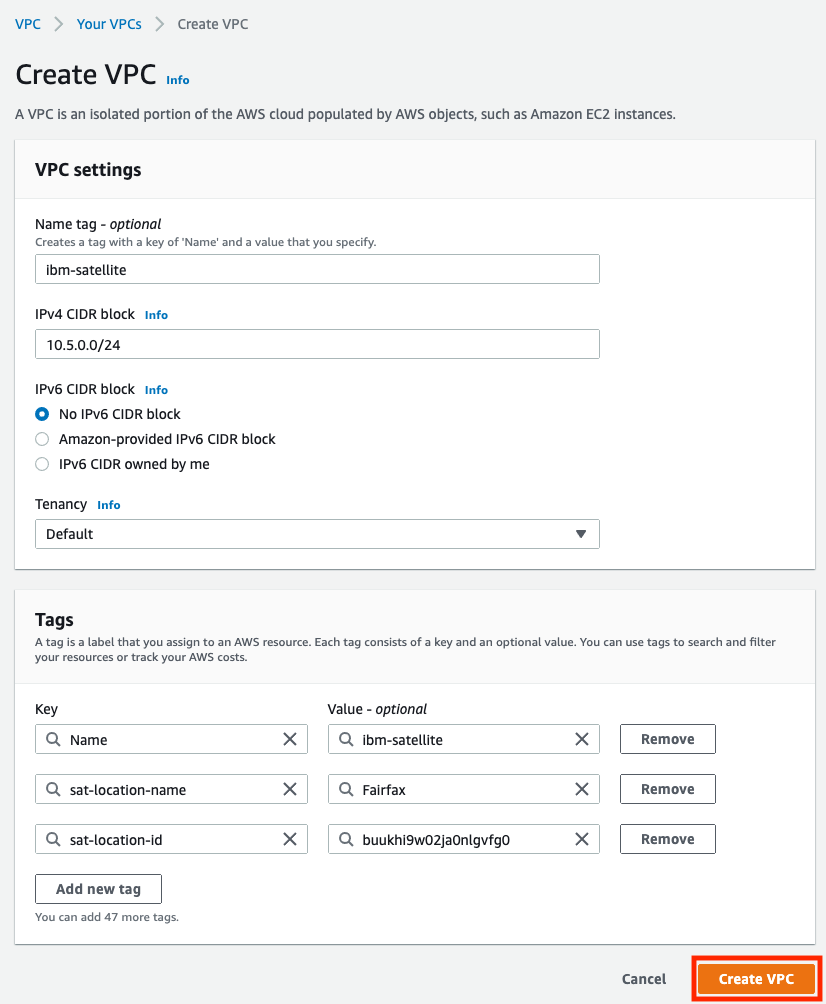 VPC > Your VPCs > Create VPC
Create VPC Info
A VPC is an isolated portion of the AWS cloud populated by AWS objects, such as Amazon EC2 instances.
VPC settings
Name tag - optional
Creates a tag with a key of 'Name' and a value that you specify.
ibm-satellite
IPv4 CIDR block Info
10.5.0.0/24
IPv6 CIDR block Info
No IPv6 CIDR block
Amazon-provided IPv6 CIDR block
IPv6 CIDR owned by me
Tenancy Info
Default
Tags
A tag is a label that you assign to an AWS resource. Each tag consists of a key and an optional value. You can use tags to search and filter
your resources or track your AWS costs.
Key Value - optional
Name ibm-satellite Remove
sat-location-name Fairfax Remove
sat-location-id buukhi9w02ja0nlgvfg0 Remove
Add new tag
You can add 47 more tags.
Cancel Create VPC